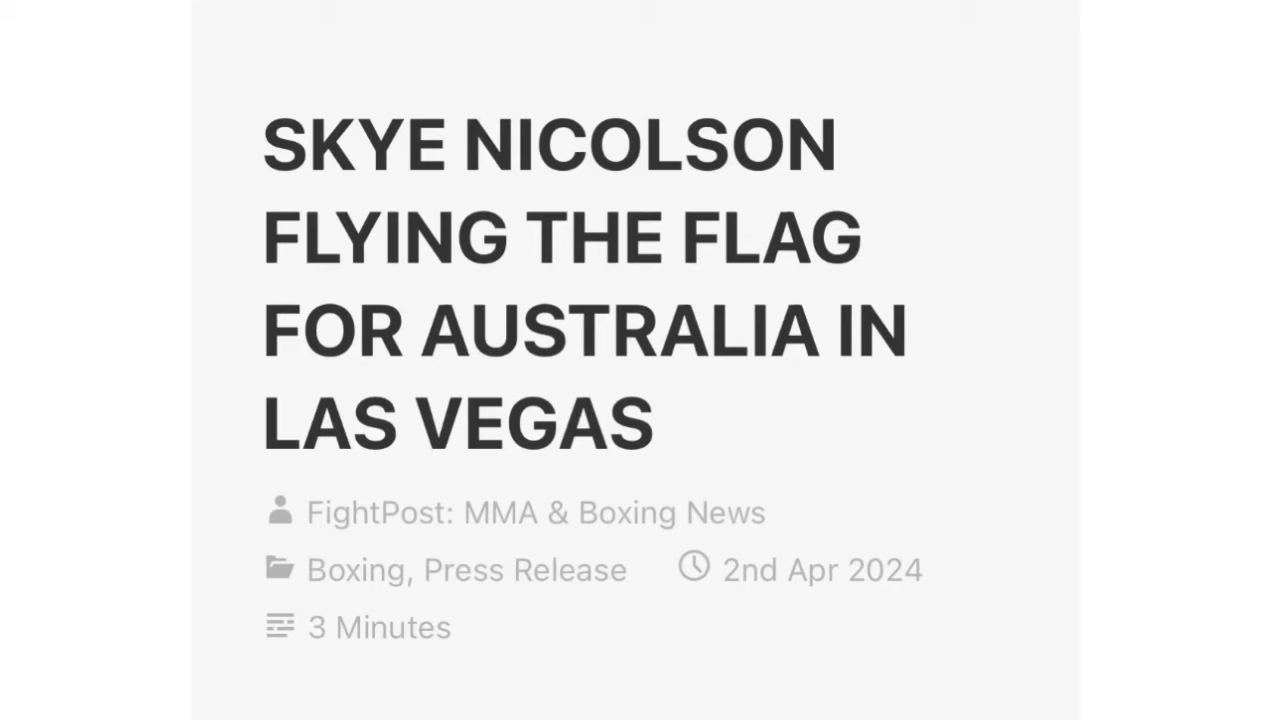 SKYE NICOLSON
FLYING THE FLAG
FOR AUSTRALIA IN
LAS VEGAS
FightPost: MMA & Boxing News
Boxing, Press Release 2nd Apr 2024
3 Minutes